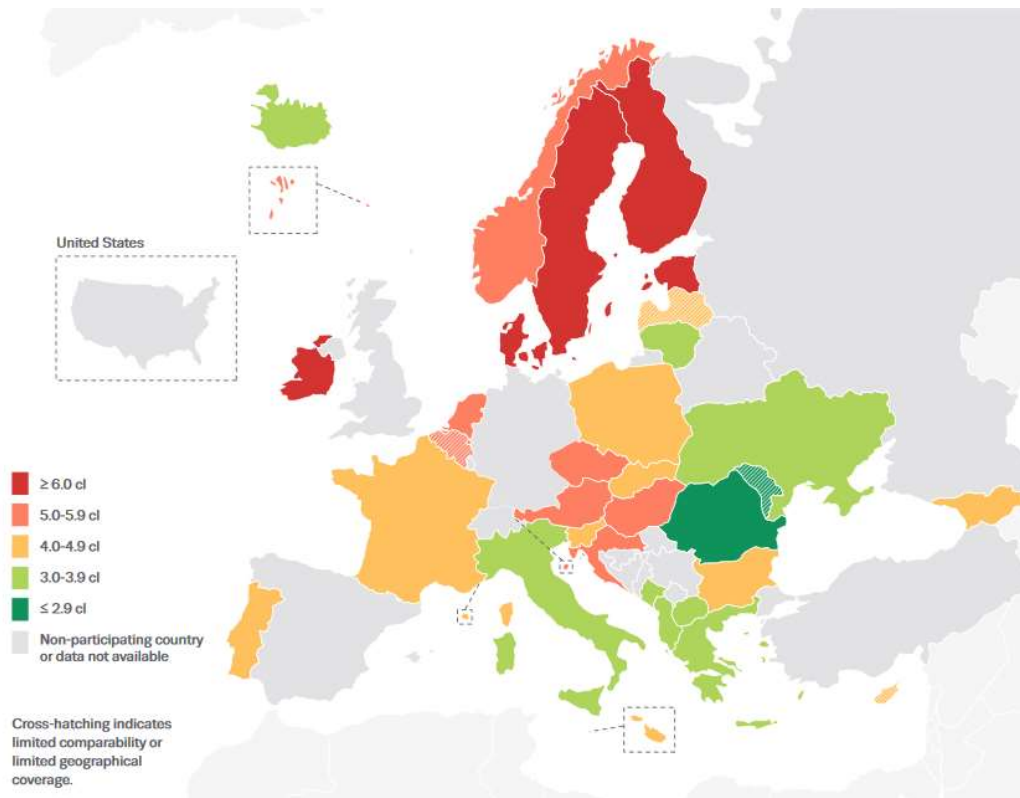 United States
≥ 6.0 cl
5.0-5.9 cl
4.0-4.9 cl
3.0-3.9 cl
≤ 2.9 cl
Non-participating country
or data not available
Cross-hatching indicates
limited comparability or
limited geographical
coverage.